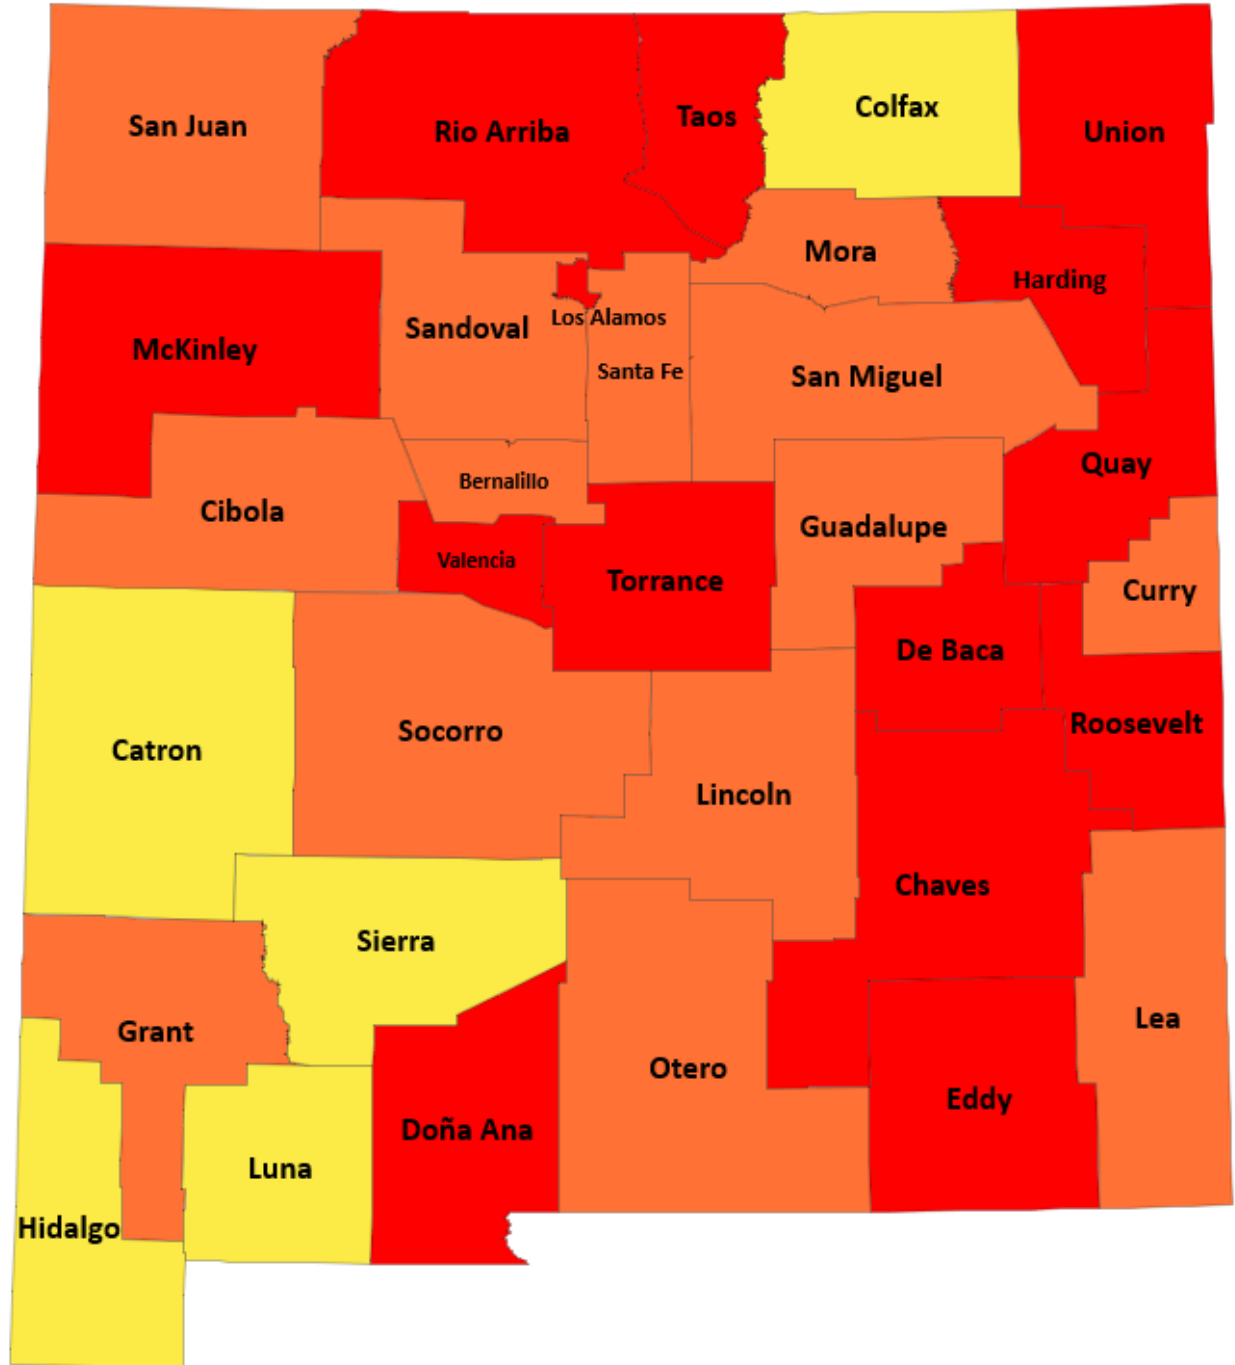 San Juan
Rio Arriba
Taos
Colfax
Union
Mora
Harding
McKinley
Sandoval
Los Alamos
Santa Fe
San Miguel
Quay
Cibola
Bernalillo
Guadalupe
Valencia
Torrance
Curry
De Baca
Catron
Socorro
Roosevelt
Lincoln
Chaves
Sierra
Grant
Lea
Otero
Eddy
Doña Ana
Luna
Hidalgo